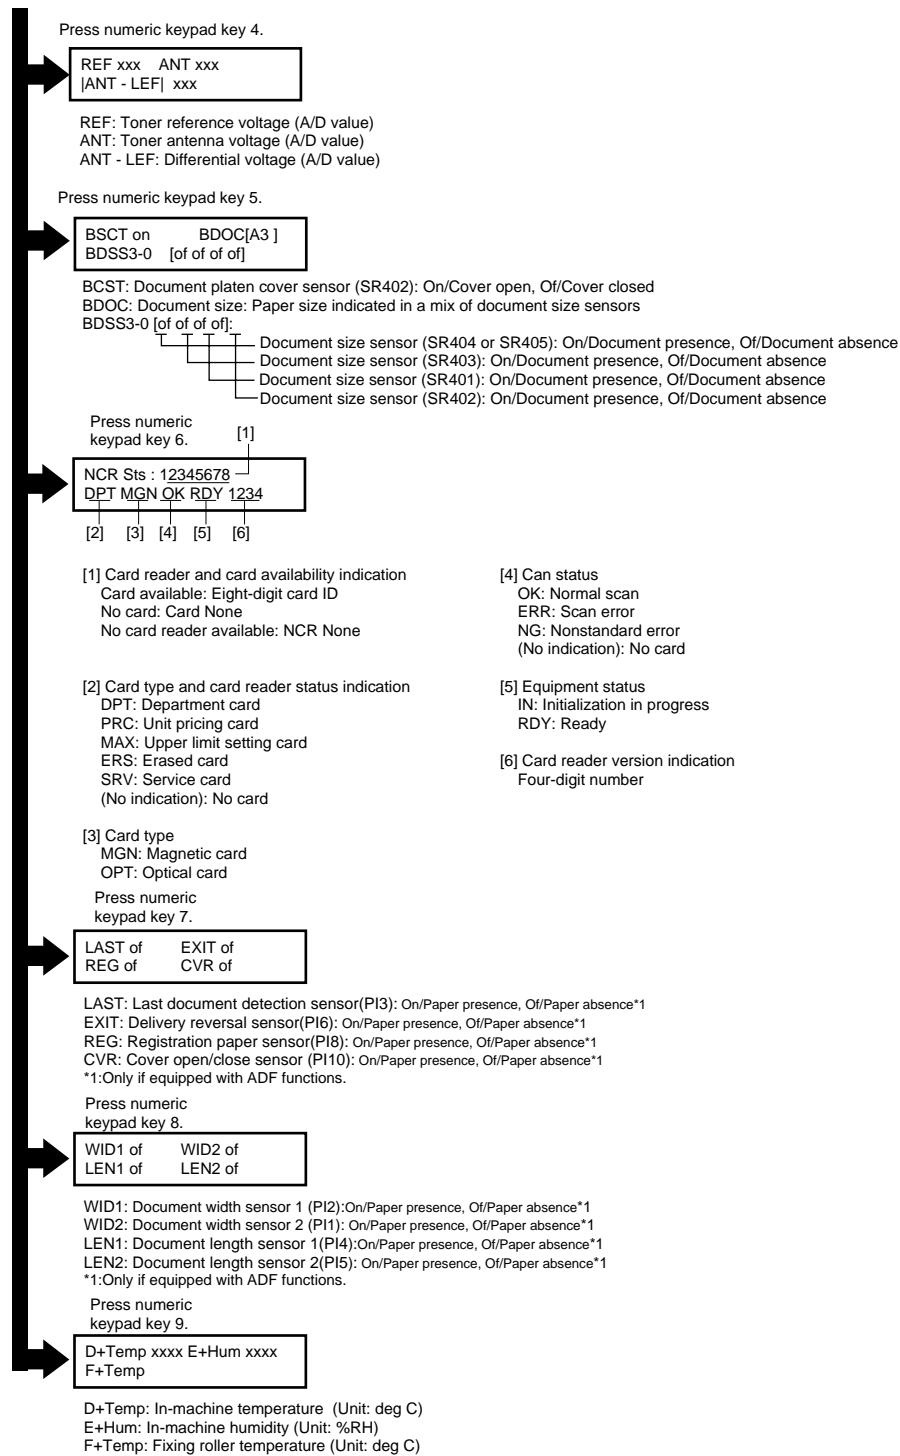 Press numeric keypad key 4.
REF xxx ANT xxx
|ANT - LEF| xxx
REF: Toner reference voltage (A/D value)
ANT: Toner antenna voltage (A/D value)
ANT - LEF: Differential voltage (A/D value)
Press numeric keypad key 5.
BSCT on BDOC[A3 ]
BDSS3-0 [of of of of]
BCST: Document platen cover sensor (SR402): On/Cover open, Of/Cover closed
BDOC: Document size: Paper size indicated in a mix of document size sensors
BDSS3-0 [of of of of]:
Document size sensor (SR404 or SR405): On/Document presence, Of/Document absence
Document size sensor (SR403): On/Document presence, Of/Document absence
Document size sensor (SR401): On/Document presence, Of/Document absence
Document size sensor (SR402): On/Document presence, Of/Document absence
Press numeric
keypad key 6.
[1]
NCR Sts : 12345678
DPT MGN OK RDY 1234
[2] [3] [4] [5] [6]
[1] Card reader and card availability indication
Card available: Eight-digit card ID
No card: Card None
No card reader available: NCR None
[2] Card type and card reader status indication
DPT: Department card
PRC: Unit pricing card
MAX: Upper limit setting card
ERS: Erased card
SRV: Service card
(No indication): No card
[3] Card type
MGN: Magnetic card
OPT: Optical card
[4] Can status
OK: Normal scan
ERR: Scan error
NG: Nonstandard error
(No indication): No card
[5] Equipment status
IN: Initialization in progress
RDY: Ready
[6] Card reader version indication
Four-digit number
Press numeric
keypad key 7.
LAST of EXIT of
REG of CVR of
LAST: Last document detection sensor(PI3): On/Paper presence, Of/Paper absence*1
EXIT: Delivery reversal sensor(PI6): On/Paper presence, Of/Paper absence*1
REG: Registration paper sensor(PI8): On/Paper presence, Of/Paper absence*1
CVR: Cover open/close sensor (PI10): On/Paper presence, Of/Paper absence*1
*1:Only if equipped with ADF functions.
Press numeric
keypad key 8.
WID1 of WID2 of
LEN1 of LEN2 of
WID1: Document width sensor 1 (PI2):On/Paper presence, Of/Paper absence*1
WID2: Document width sensor 2 (PI1): On/Paper presence, Of/Paper absence*1
LEN1: Document length sensor 1(PI4):On/Paper presence, Of/Paper absence*1
LEN2: Document length sensor 2(PI5): On/Paper presence, Of/Paper absence*1
*1:Only if equipped with ADF functions.
Press numeric
keypad key 9.
D+Temp xxxx E+Hum xxxx
F+Temp
D+Temp: In-machine temperature (Unit: deg C)
E+Hum: In-machine humidity (Unit: %RH)
F+Temp: Fixing roller temperature (Unit: deg C)